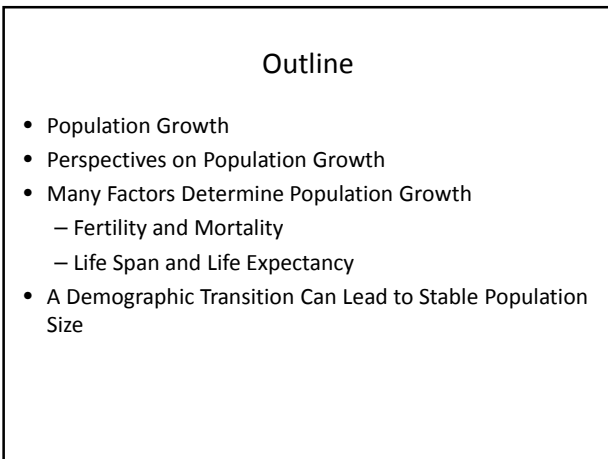 Outline
• Population Growth
• Perspectives on Population Growth
• Many Factors Determine Population Growth
– Fertility and Mortality
– Life Span and Life Expectancy
• A Demographic Transition Can Lead to Stable Population
Size